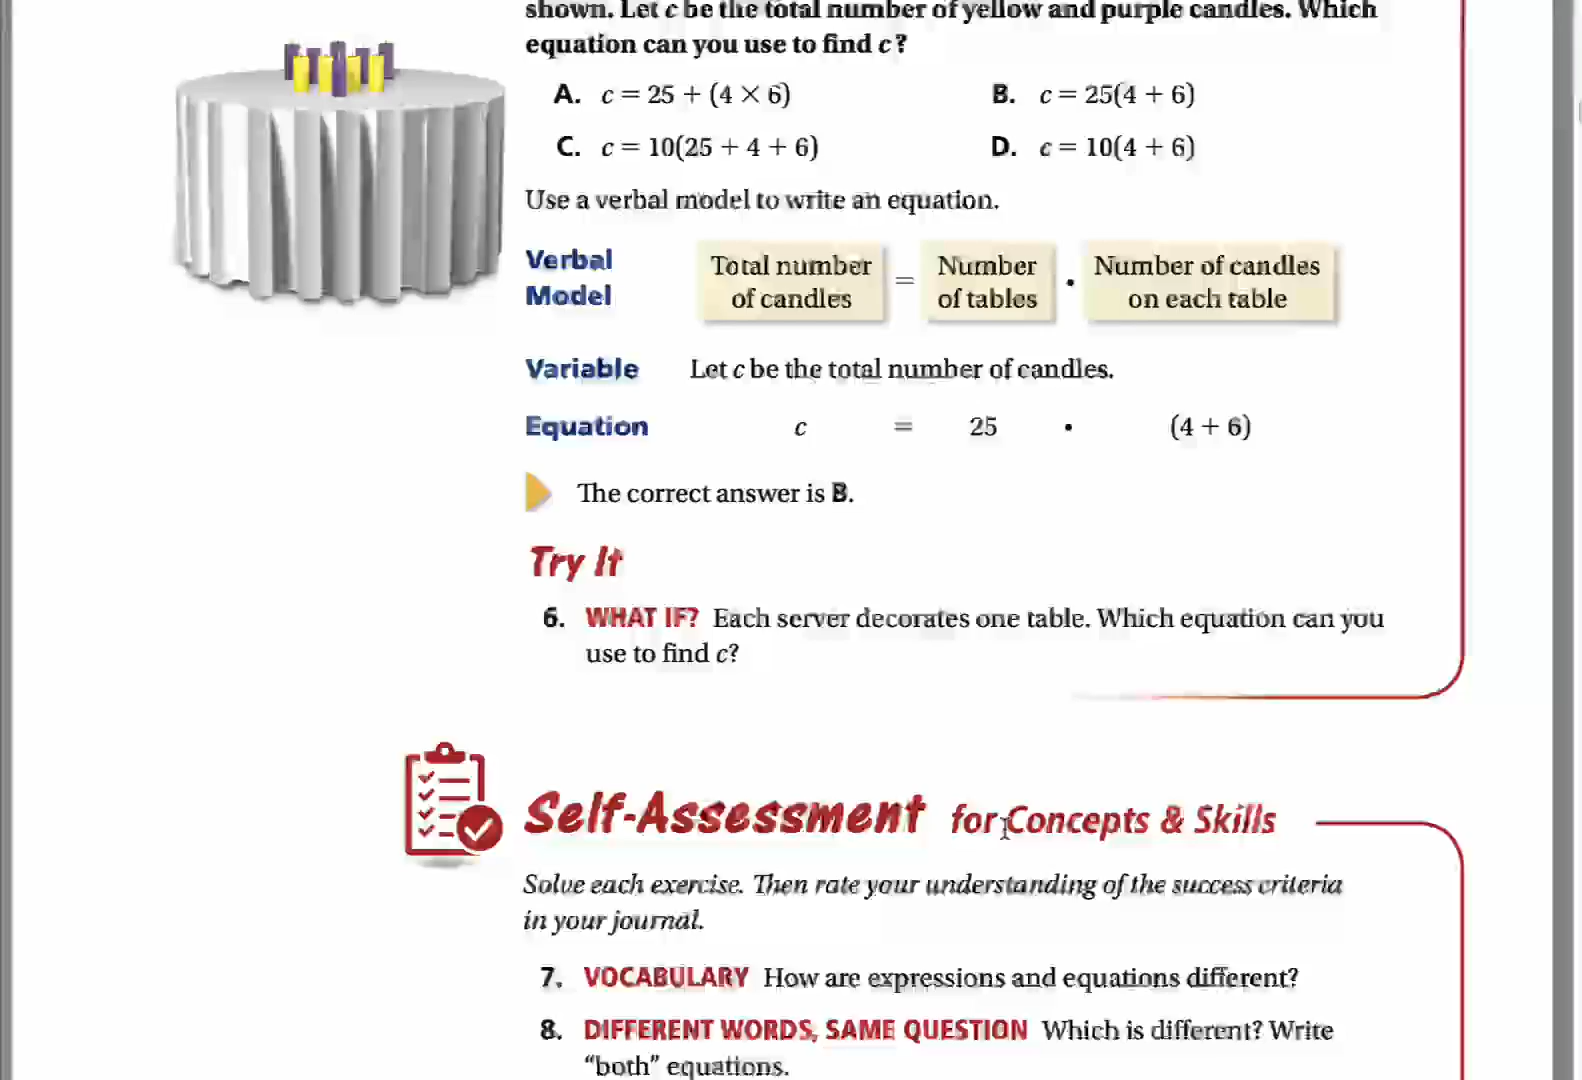 shown. Let c be the total number of yellow and purple candles. Which
equation can you use to find c?
A. c = 25 + (4 × 6)
B. c = 25(4 + 6)
C. c = 10(25 + 4 + 6)
D. c = 10(4 + 6)
Use a verbal model to write an equation.
Verbal
Model
Total number
of candles
=
Number
of tables
·
Number of candles
on each table
Variable Let c be the total number of candles.
Equation c = 25 · (4 + 6)
The correct answer is B.
Try It
6. WHAT IF? Each server decorates one table. Which equation can you
use to find c?
Self-Assessment for Concepts & Skills
Solve each exercise. Then rate your understanding of the success criteria
in your journal.
7. VOCABULARY How are expressions and equations different?
8. DIFFERENT WORDS, SAME QUESTION Which is different? Write
“both” equations.